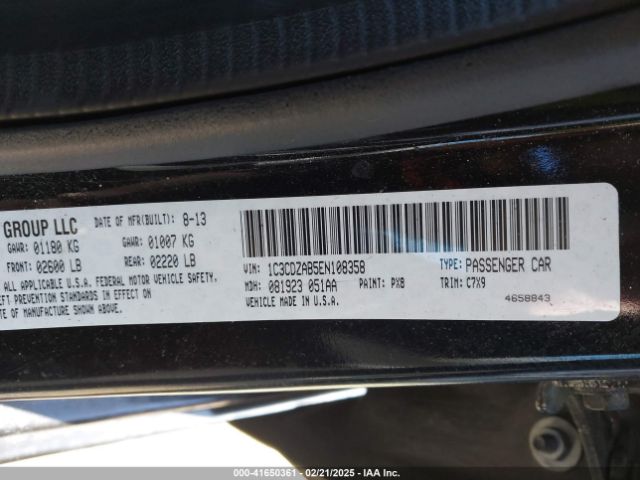 GROUP LLC DATE OF MFR(BUILT): 8-13
GAWR: 01180 KG GAWR: 01007 KG
FRONT: 02600 LB REAR: 02220 LB
ALL APPLICABLE U.S.A. FEDERAL MOTOR VEHICLE SAFETY,
EFT PREVENTION STANDARDS IN EFFECT ON
TE OF MANUFACTURE SHOWN ABOVE.
VIN: 1C3CDZAB5EN108358 TYPE: PASSENGER CAR
MDH: 081923 051AA PAINT: PX8 TRIM: C7X9
VEHICLE MADE IN U.S.A. 4658843
000-41650361 - 02/21/2025 - IAA Inc.